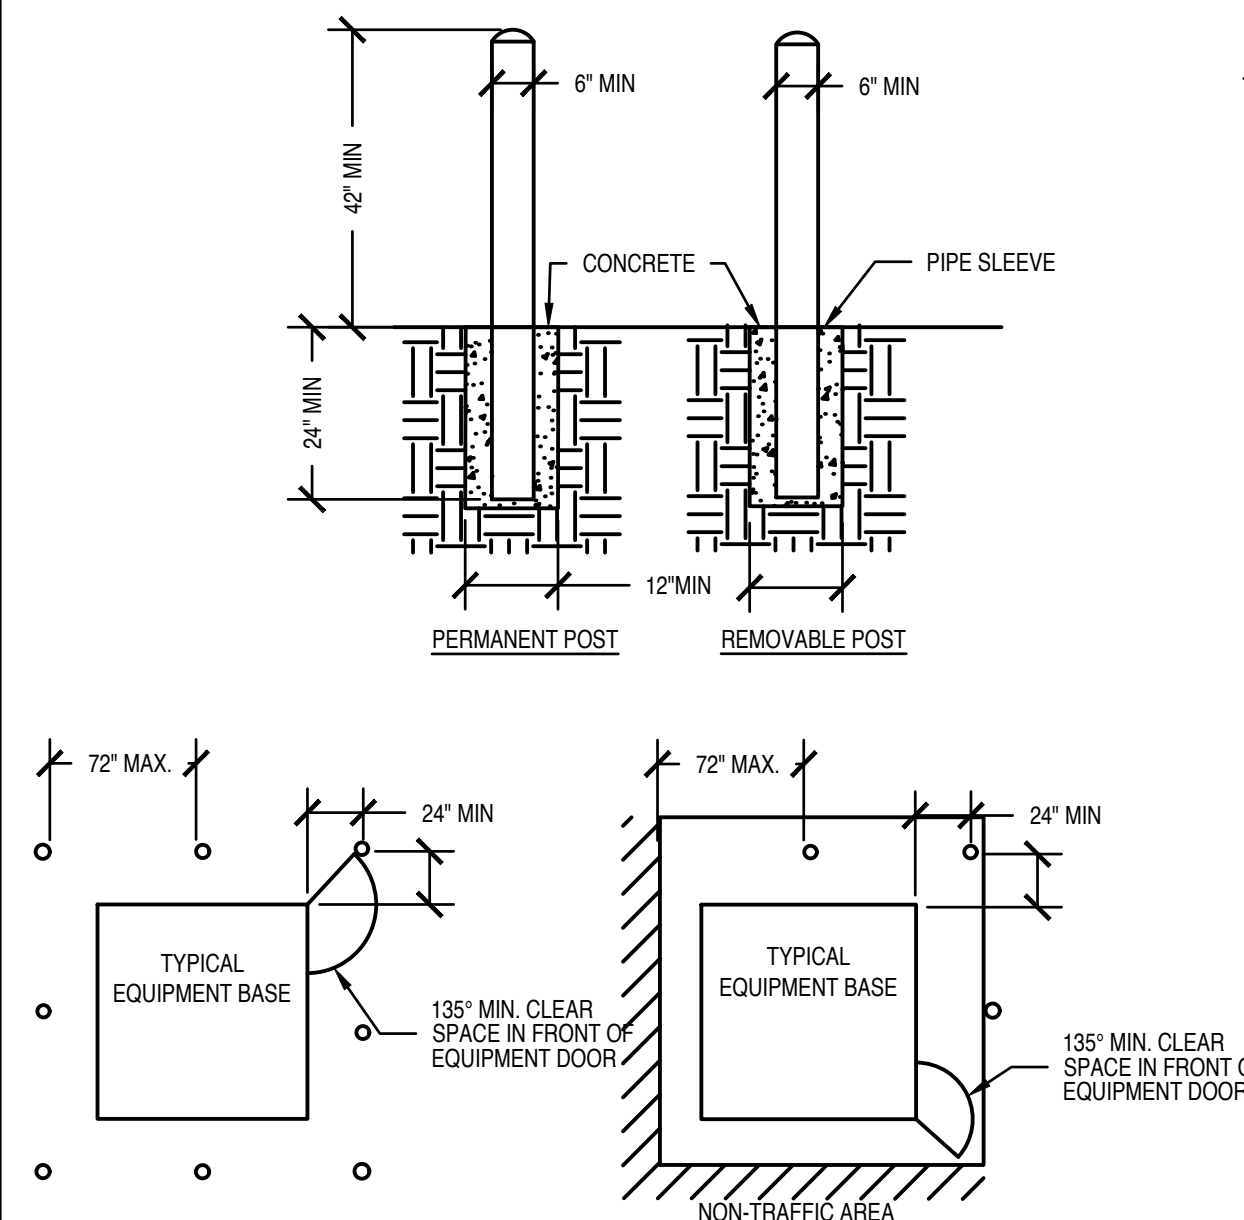 6" MIN
6" MIN
42" MIN
CONCRETE
PIPE SLEEVE
24" MIN
12"MIN
PERMANENT POST
REMOVABLE POST
72" MAX.
24" MIN
TYPICAL
EQUIPMENT BASE
135° MIN. CLEAR
SPACE IN FRONT OF
EQUIPMENT DOOR
72" MAX.
24" MIN
TYPICAL
EQUIPMENT BASE
135° MIN. CLEAR
SPACE IN FRONT O
EQUIPMENT DOOR
NON-TRAFFIC AREA